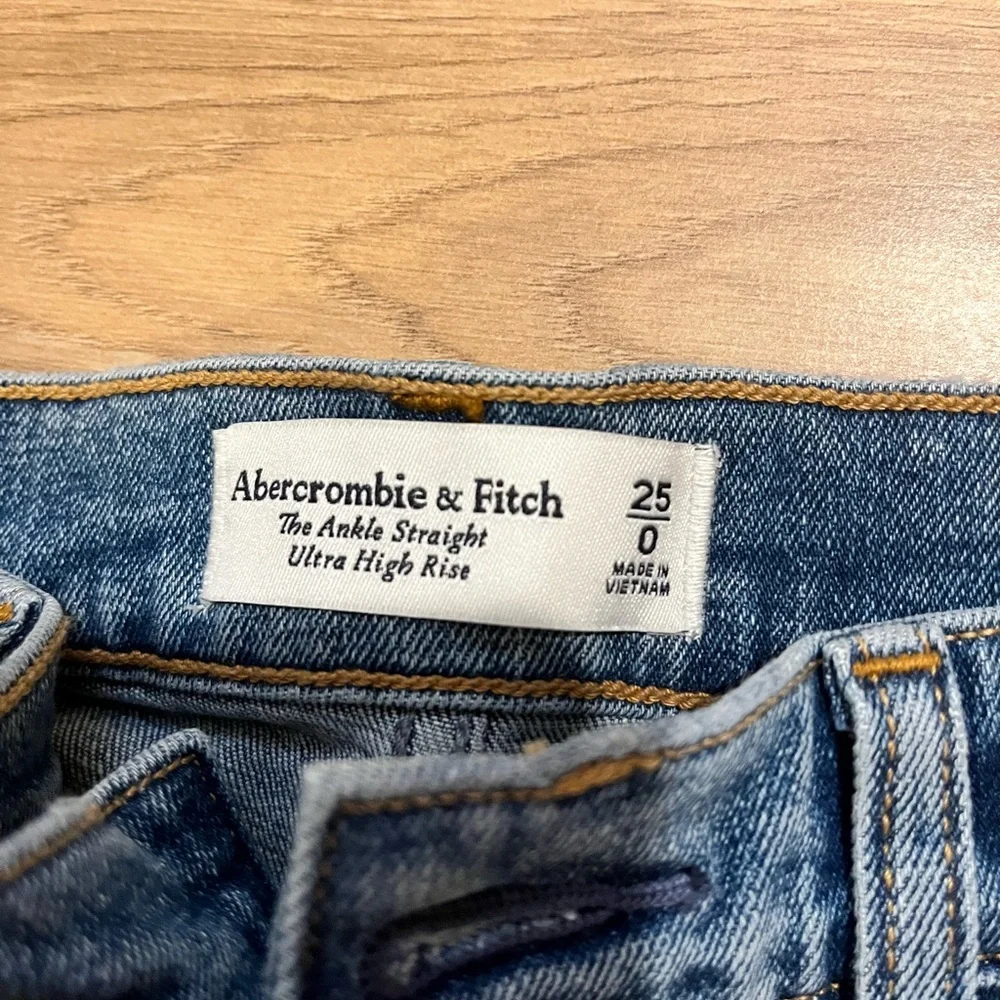 Abercrombie & Fitch
The Ankle Straight
Ultra High Rise
25
0
MADE IN
VIETNAM